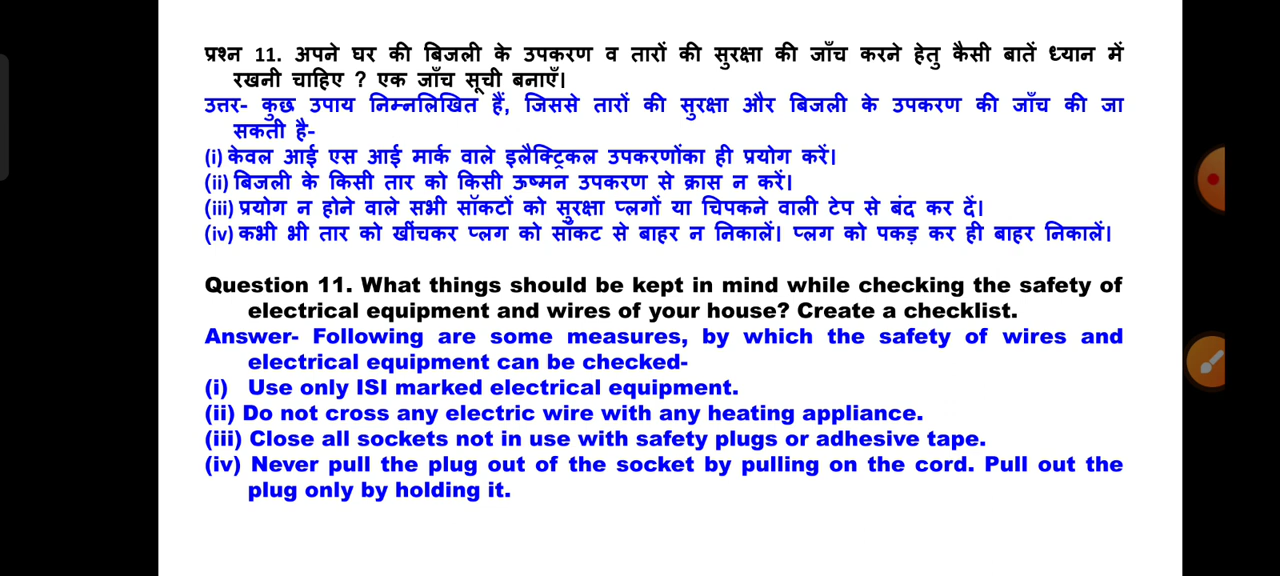 प्रश्न 11. अपने घर की बिजली के उपकरण व तारों की सुरक्षा की जाँच करने हेतु कैसी बातें ध्यान में
रखनी चाहिए ? एक जाँच सूची बनाएँ।
उत्तर- कुछ उपाय निम्नलिखित हैं, जिससे तारों की सुरक्षा और बिजली के उपकरण की जाँच की जा
सकती है-
(i) केवल आई एस आई मार्क वाले इलैक्ट्रिकल उपकरणोंका ही प्रयोग करें।
(ii) बिजली के किसी तार को किसी ऊष्मन उपकरण से क्रास न करें।
(iii) प्रयोग न होने वाले सभी सॉकटों को सुरक्षा प्लगों या चिपकने वाली टेप से बंद कर दें।
(iv) कभी भी तार को खींचकर प्लग को सॉकट से बाहर न निकालें। प्लग को पकड़ कर ही बाहर निकालें।
Question 11. What things should be kept in mind while checking the safety of
electrical equipment and wires of your house? Create a checklist.
Answer- Following are some measures, by which the safety of wires and
electrical equipment can be checked-
(i) Use only ISI marked electrical equipment.
(ii) Do not cross any electric wire with any heating appliance.
(iii) Close all sockets not in use with safety plugs or adhesive tape.
(iv) Never pull the plug out of the socket by pulling on the cord. Pull out the
plug only by holding it.